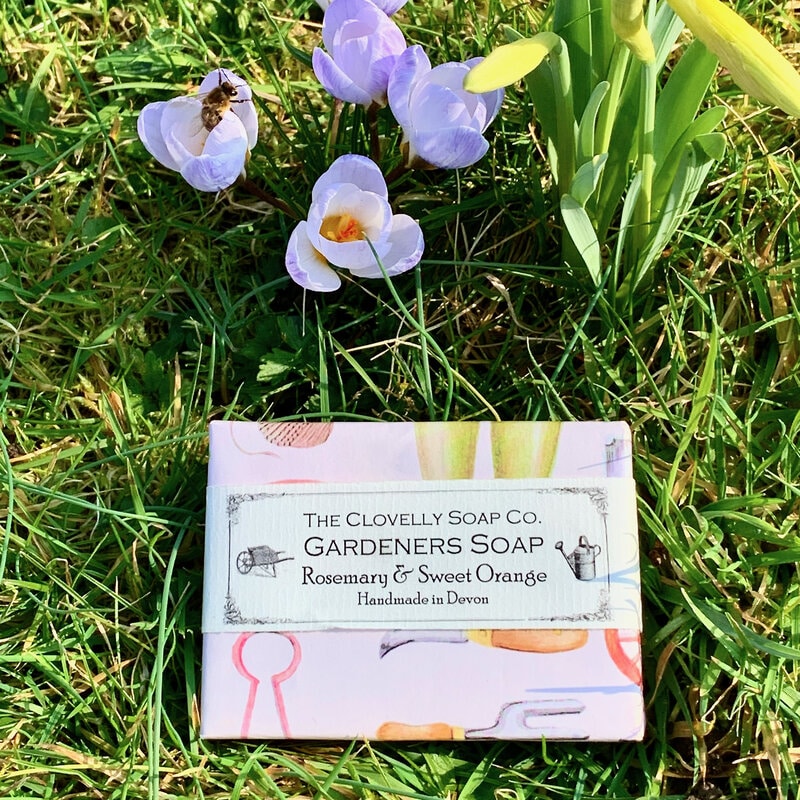 The Clovelly Soap Co.
Gardeners Soap
Rosemary & Sweet Orange
Handmade in Devon